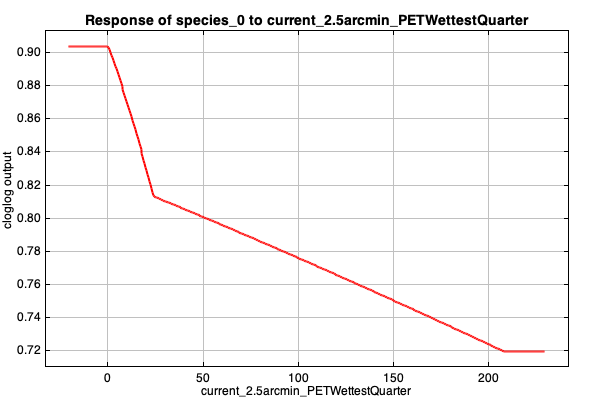 Response of species_0 to current_2.5arcmin_PETWettestQuarter
0.90
0.88
0.86
0.84
0.82
0.80
0.78
0.76
0.74
0.72
cloglog output
0 50 100 150 200
current_2.5arcmin_PETWettestQuarter